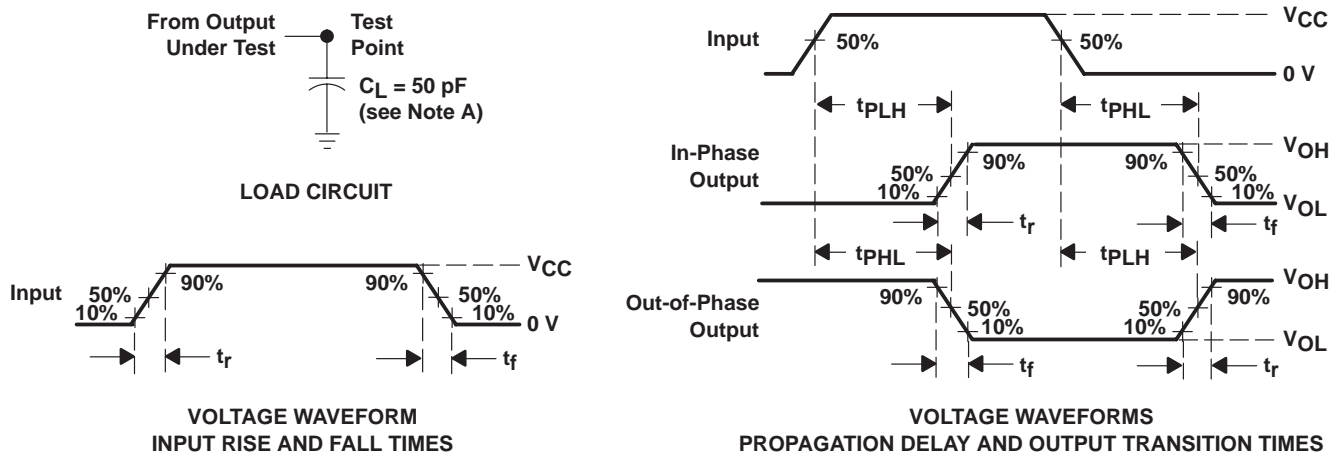 From Output
Under Test
Test
Point
CL = 50 pF
(see Note A)
LOAD CIRCUIT
Input
50%
10%
90%
90%
50%
10%
VCC
0 V
tr
tf
VOLTAGE WAVEFORM
INPUT RISE AND FALL TIMES
Input
50%
50%
VCC
0 V
tPLH
tPHL
In-Phase
Output
50%
10%
90%
90%
50%
10%
VOH
VOL
tr
tf
tPHL
tPLH
Out-of-Phase
Output
90%
50%
10%
50%
10%
90%
VOH
VOL
tf
tr
VOLTAGE WAVEFORMS
PROPAGATION DELAY AND OUTPUT TRANSITION TIMES